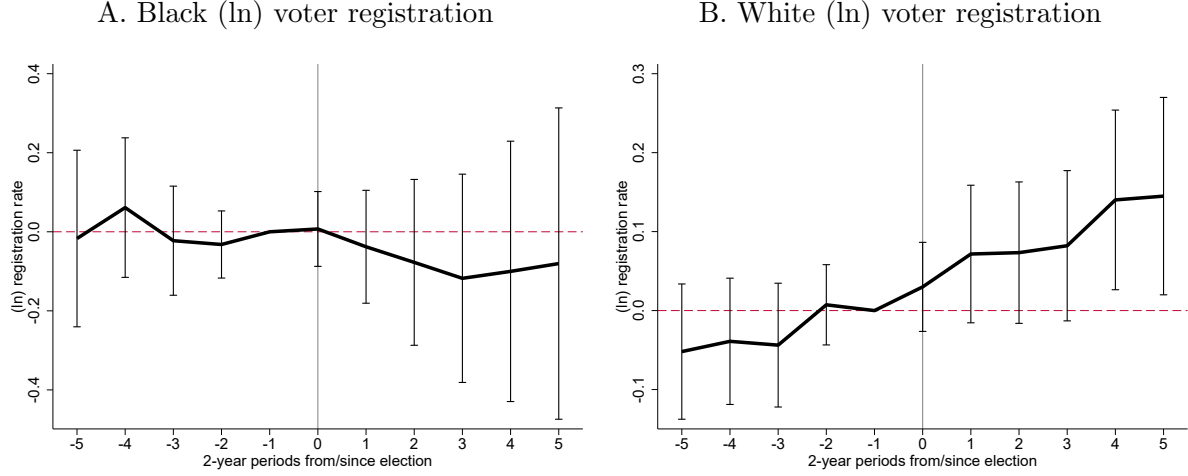 A. Black (ln) voter registration
(ln) registration rate
0.4
0.2
0.0
-0.2
-0.4
-5 -4 -3 -2 -1 0 1 2 3 4 5
2-year periods from/since election
B. White (ln) voter registration
(ln) registration rate
0.3
0.2
0.1
0.0
-0.1
-5 -4 -3 -2 -1 0 1 2 3 4 5
2-year periods from/since election